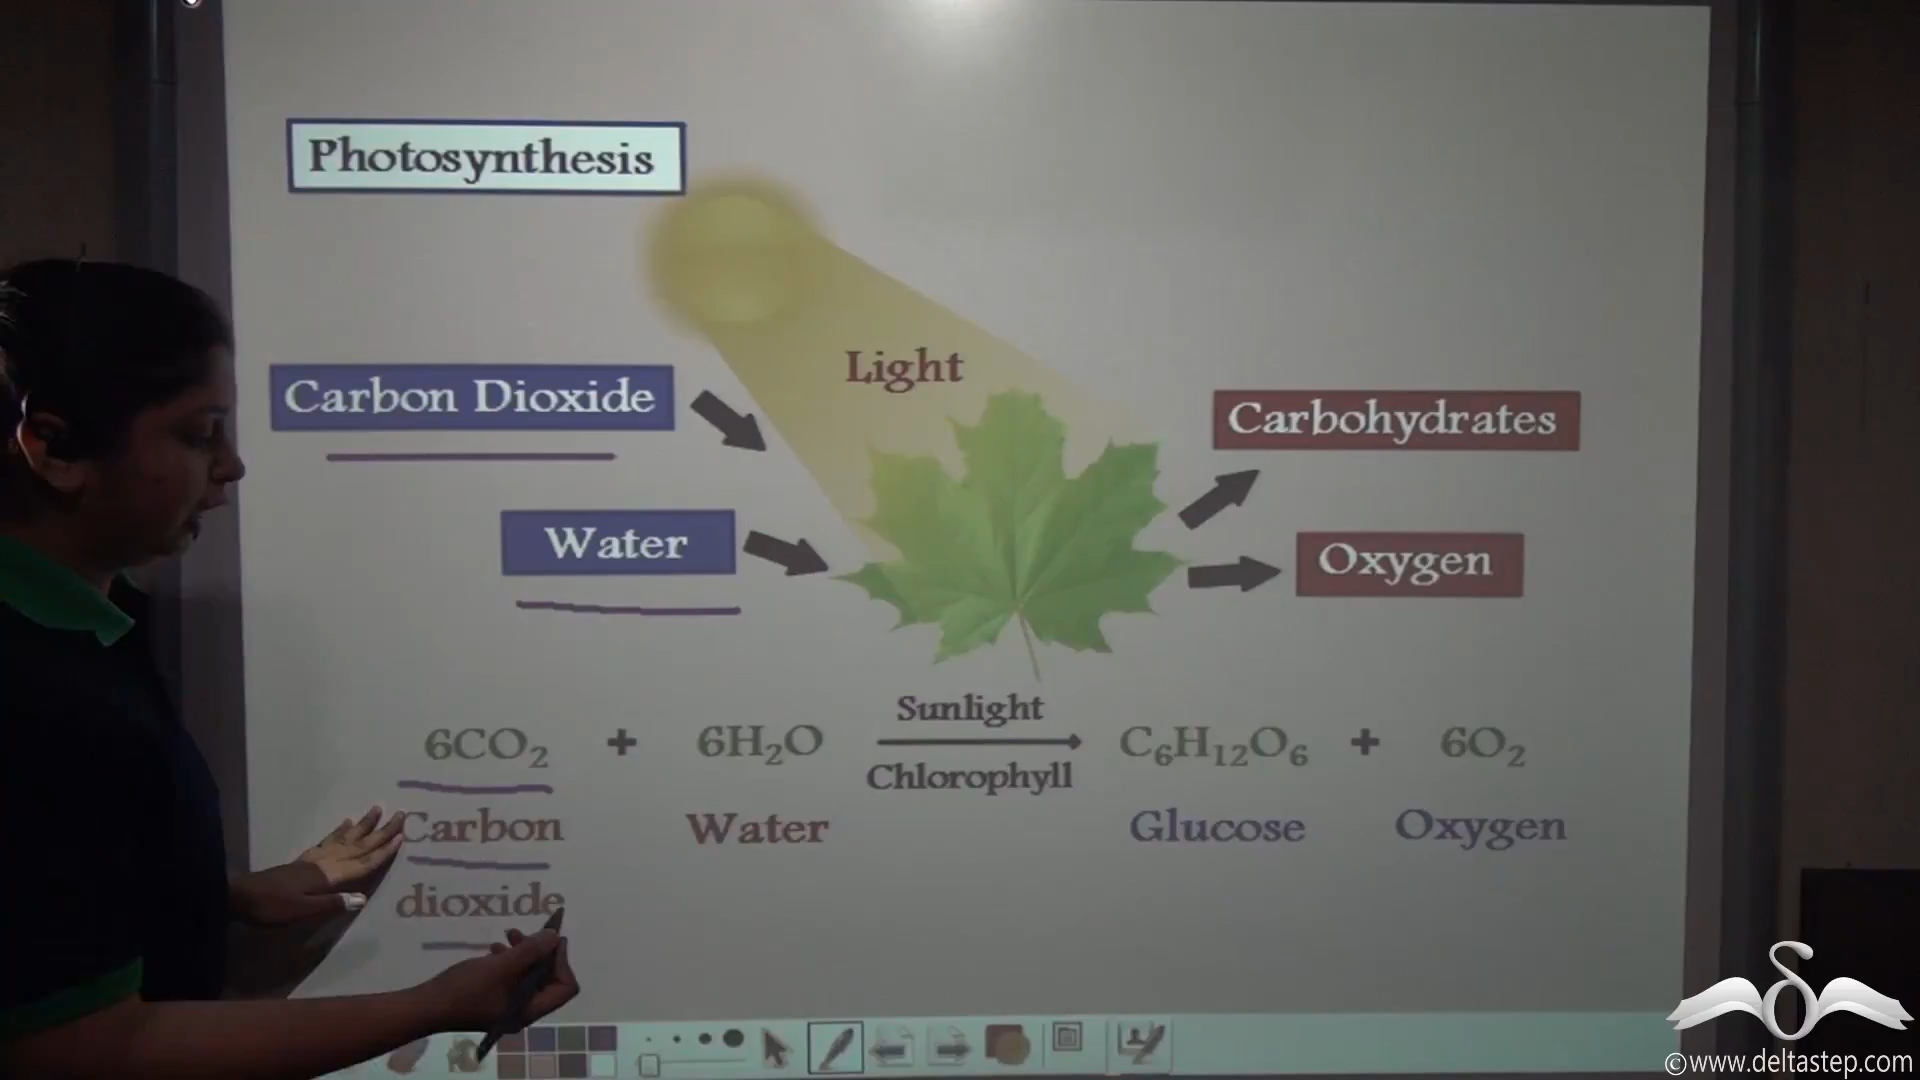 Photosynthesis
Light
Carbon Dioxide
Carbohydrates
Water
Oxygen
Sunlight
6CO₂ + 6H₂O → C₆H₁₂O₆ + 6O₂
Chlorophyll
Carbon Water Glucose Oxygen
dioxide
©www.deltastep.com